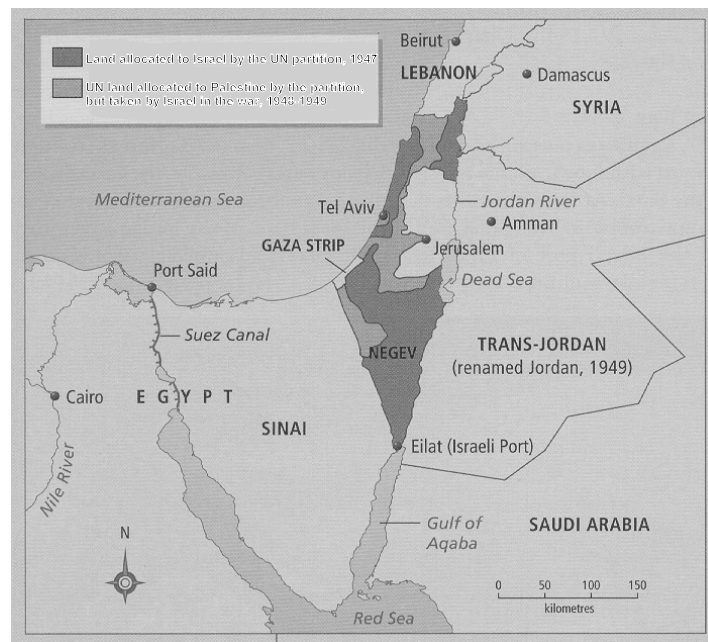 Land allocated to Israel by the UN partition, 1947
UN land allocated to Palestine by the partition,
but taken by Israel in the war, 1948-1949
Beirut
LEBANON
Damascus
SYRIA
Mediterranean Sea
Tel Aviv
Jordan River
Amman
GAZA STRIP
Jerusalem
Port Said
Dead Sea
Suez Canal
NEGEV
TRANS-JORDAN
(renamed Jordan, 1949)
Cairo
EGYPT
SINAI
Eilat (Israeli Port)
Nile River
Gulf of
Aqaba
SAUDI ARABIA
N
0 50 100 150
kilometres
Red Sea